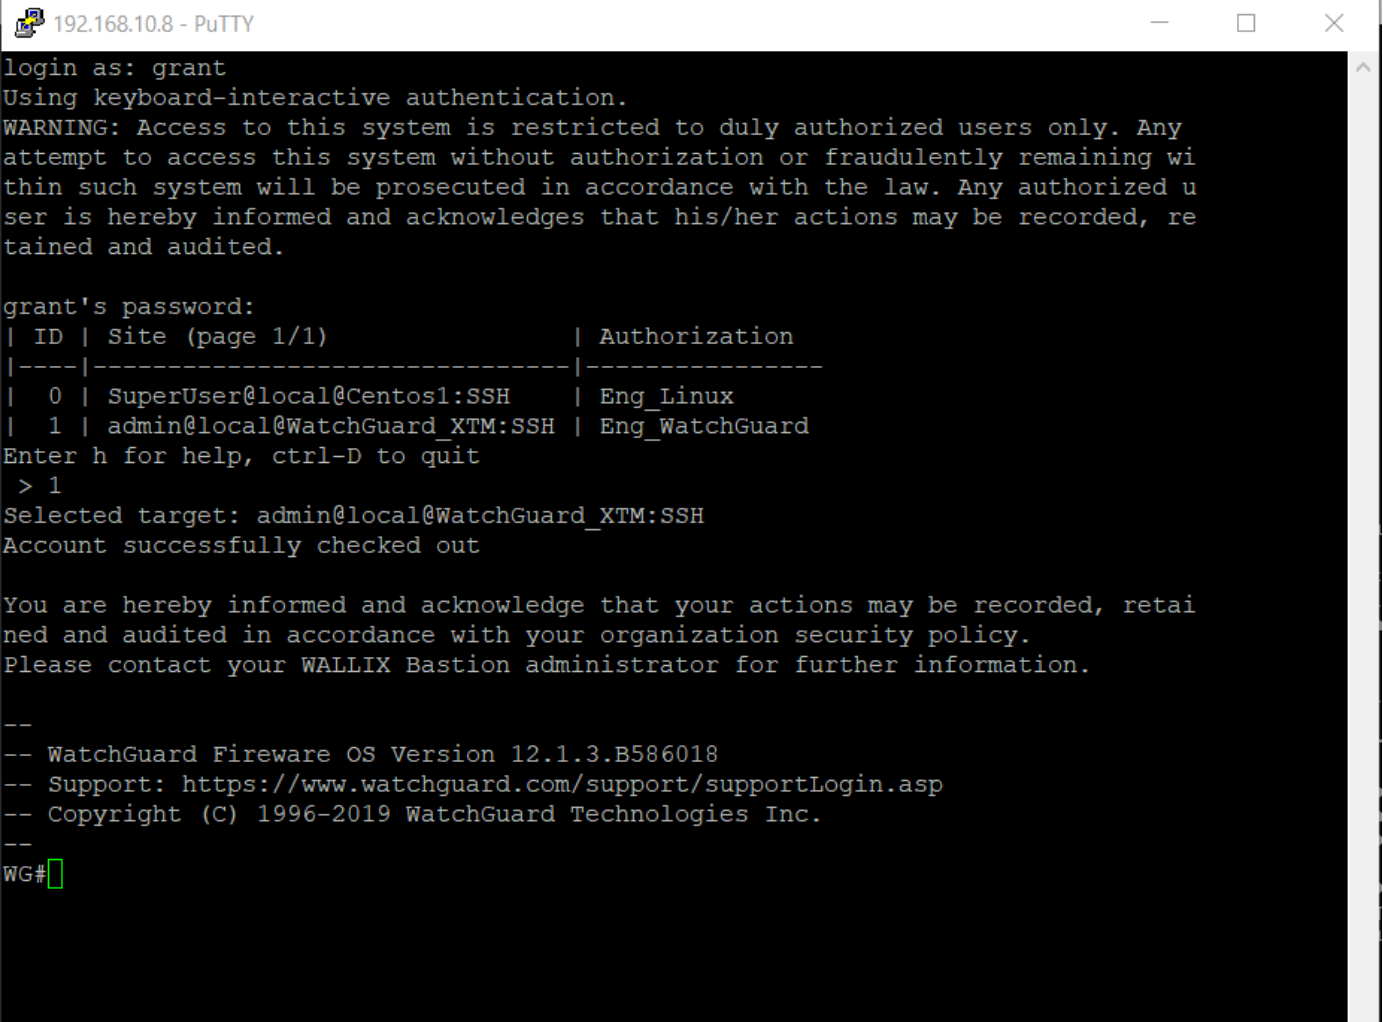 192.168.10.8 - PuTTY
login as: grant
Using keyboard-interactive authentication.
WARNING: Access to this system is restricted to duly authorized users only. Any
attempt to access this system without authorization or fraudulently remaining wi
thin such system will be prosecuted in accordance with the law. Any authorized u
ser is hereby informed and acknowledges that his/her actions may be recorded, re
tained and audited.
grant's password:
| ID | Site (page 1/1)                | Authorization
|----|--------------------------------|----------------
|  0 | SuperUser@local@Centos1:SSH    | Eng_Linux
|  1 | admin@local@WatchGuard_XTM:SSH | Eng_WatchGuard
Enter h for help, ctrl-D to quit
 > 1
Selected target: admin@local@WatchGuard_XTM:SSH
Account successfully checked out
You are hereby informed and acknowledge that your actions may be recorded, retai
ned and audited in accordance with your organization security policy.
Please contact your WALLIX Bastion administrator for further information.
--
-- WatchGuard Fireware OS Version 12.1.3.B586018
-- Support: https://www.watchguard.com/support/supportLogin.asp
-- Copyright (C) 1996-2019 WatchGuard Technologies Inc.
--
WG#